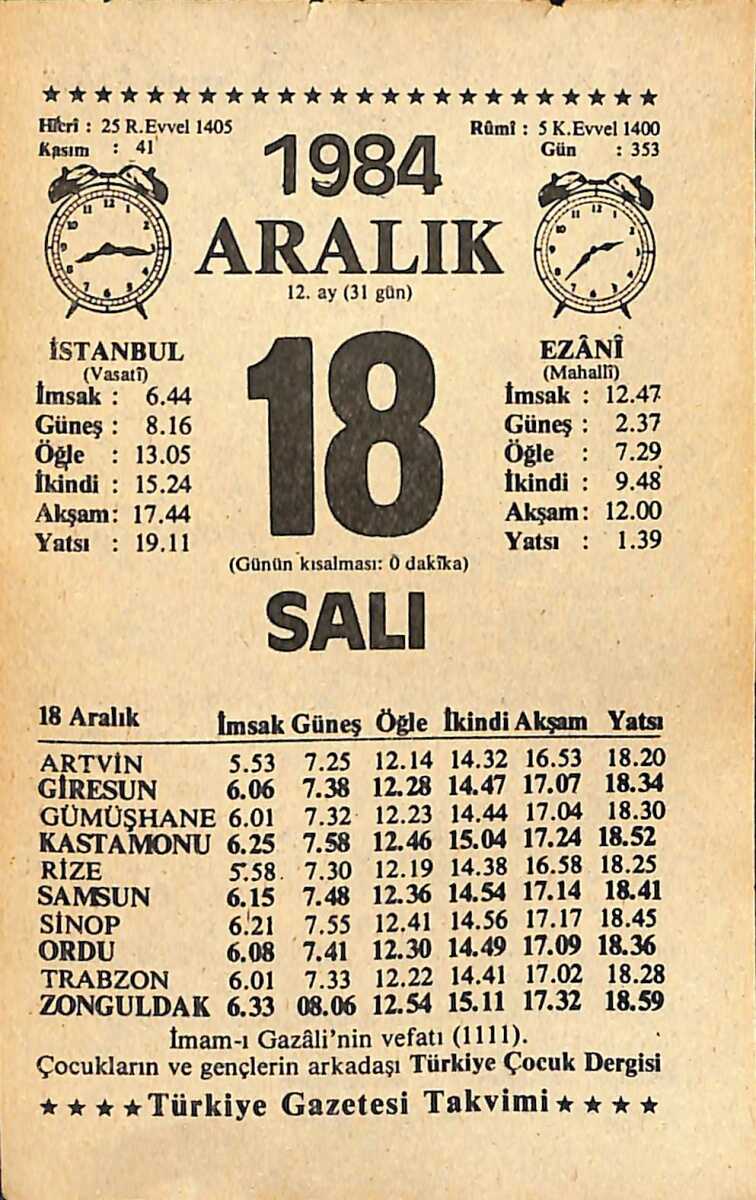 ★★★★★★★★★★★★★★★★★★★★★★★★
Hicrî : 25 R.Evvel 1405
Kasım : 41
1984
Rûmî : 5 K.Evvel 1400
Gün : 353
ARALIK
12. ay (31 gün)
İSTANBUL
(Vasatî)
İmsak : 6.44
Güneş : 8.16
Öğle : 13.05
İkindi : 15.24
Akşam: 17.44
Yatsı : 19.11
18
(Günün kısalması: 0 dakîka)
SALI
EZÂNÎ
(Mahallî)
İmsak : 12.47
Güneş : 2.37
Öğle : 7.29
İkindi : 9.48
Akşam: 12.00
Yatsı : 1.39
18 Aralık İmsak Güneş Öğle İkindi Akşam Yatsı
ARTVİN 5.53 7.25 12.14 14.32 16.53 18.20
GİRESUN 6.06 7.38 12.28 14.47 17.07 18.34
GÜMÜŞHANE 6.01 7.32 12.23 14.44 17.04 18.30
KASTAMONU 6.25 7.58 12.46 15.04 17.24 18.52
RİZE 5.58 7.30 12.19 14.38 16.58 18.25
SAMSUN 6.15 7.48 12.36 14.54 17.14 18.41
SİNOP 6.21 7.55 12.41 14.56 17.17 18.45
ORDU 6.08 7.41 12.30 14.49 17.09 18.36
TRABZON 6.01 7.33 12.22 14.41 17.02 18.28
ZONGULDAK 6.33 08.06 12.54 15.11 17.32 18.59
İmam-ı Gazâli'nin vefatı (1111).
Çocukların ve gençlerin arkadaşı Türkiye Çocuk Dergisi
★★★★Türkiye Gazetesi Takvimi★★★★